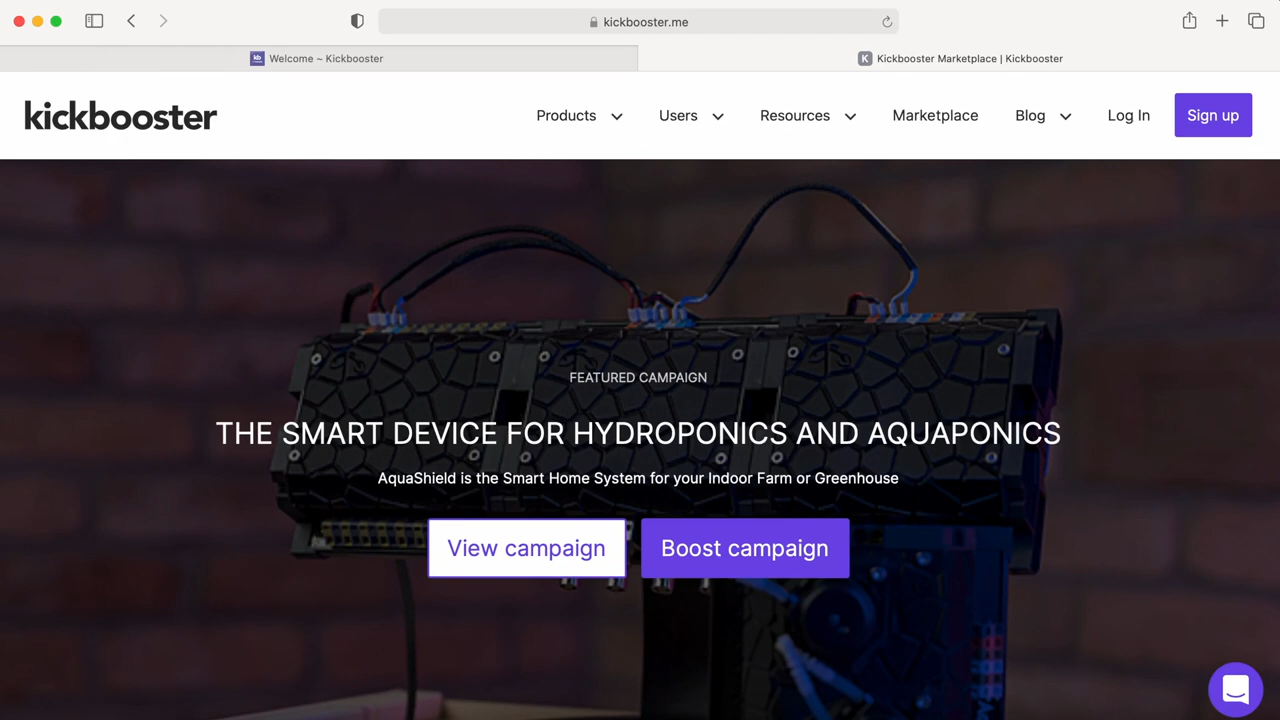 kickbooster.me
kb
Welcome ~ Kickbooster
K
Kickbooster Marketplace | Kickbooster
kickbooster
Products
Users
Resources
Marketplace
Blog
Log In
Sign up
FEATURED CAMPAIGN
THE SMART DEVICE FOR HYDROPONICS AND AQUAPONICS
AquaShield is the Smart Home System for your Indoor Farm or Greenhouse
View campaign
Boost campaign